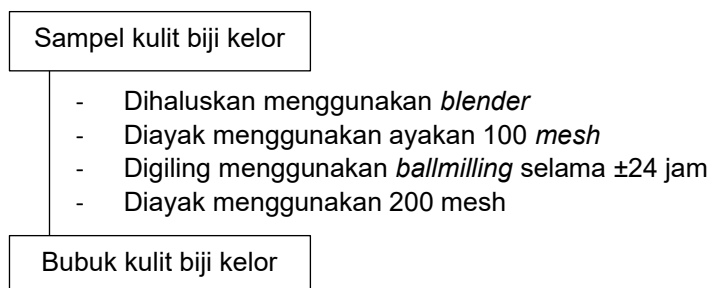 Sampel kulit biji kelor
- Dihaluskan menggunakan blender
- Diayak menggunakan ayakan 100 mesh
- Digiling menggunakan ballmilling selama ±24 jam
- Diayak menggunakan 200 mesh
Bubuk kulit biji kelor